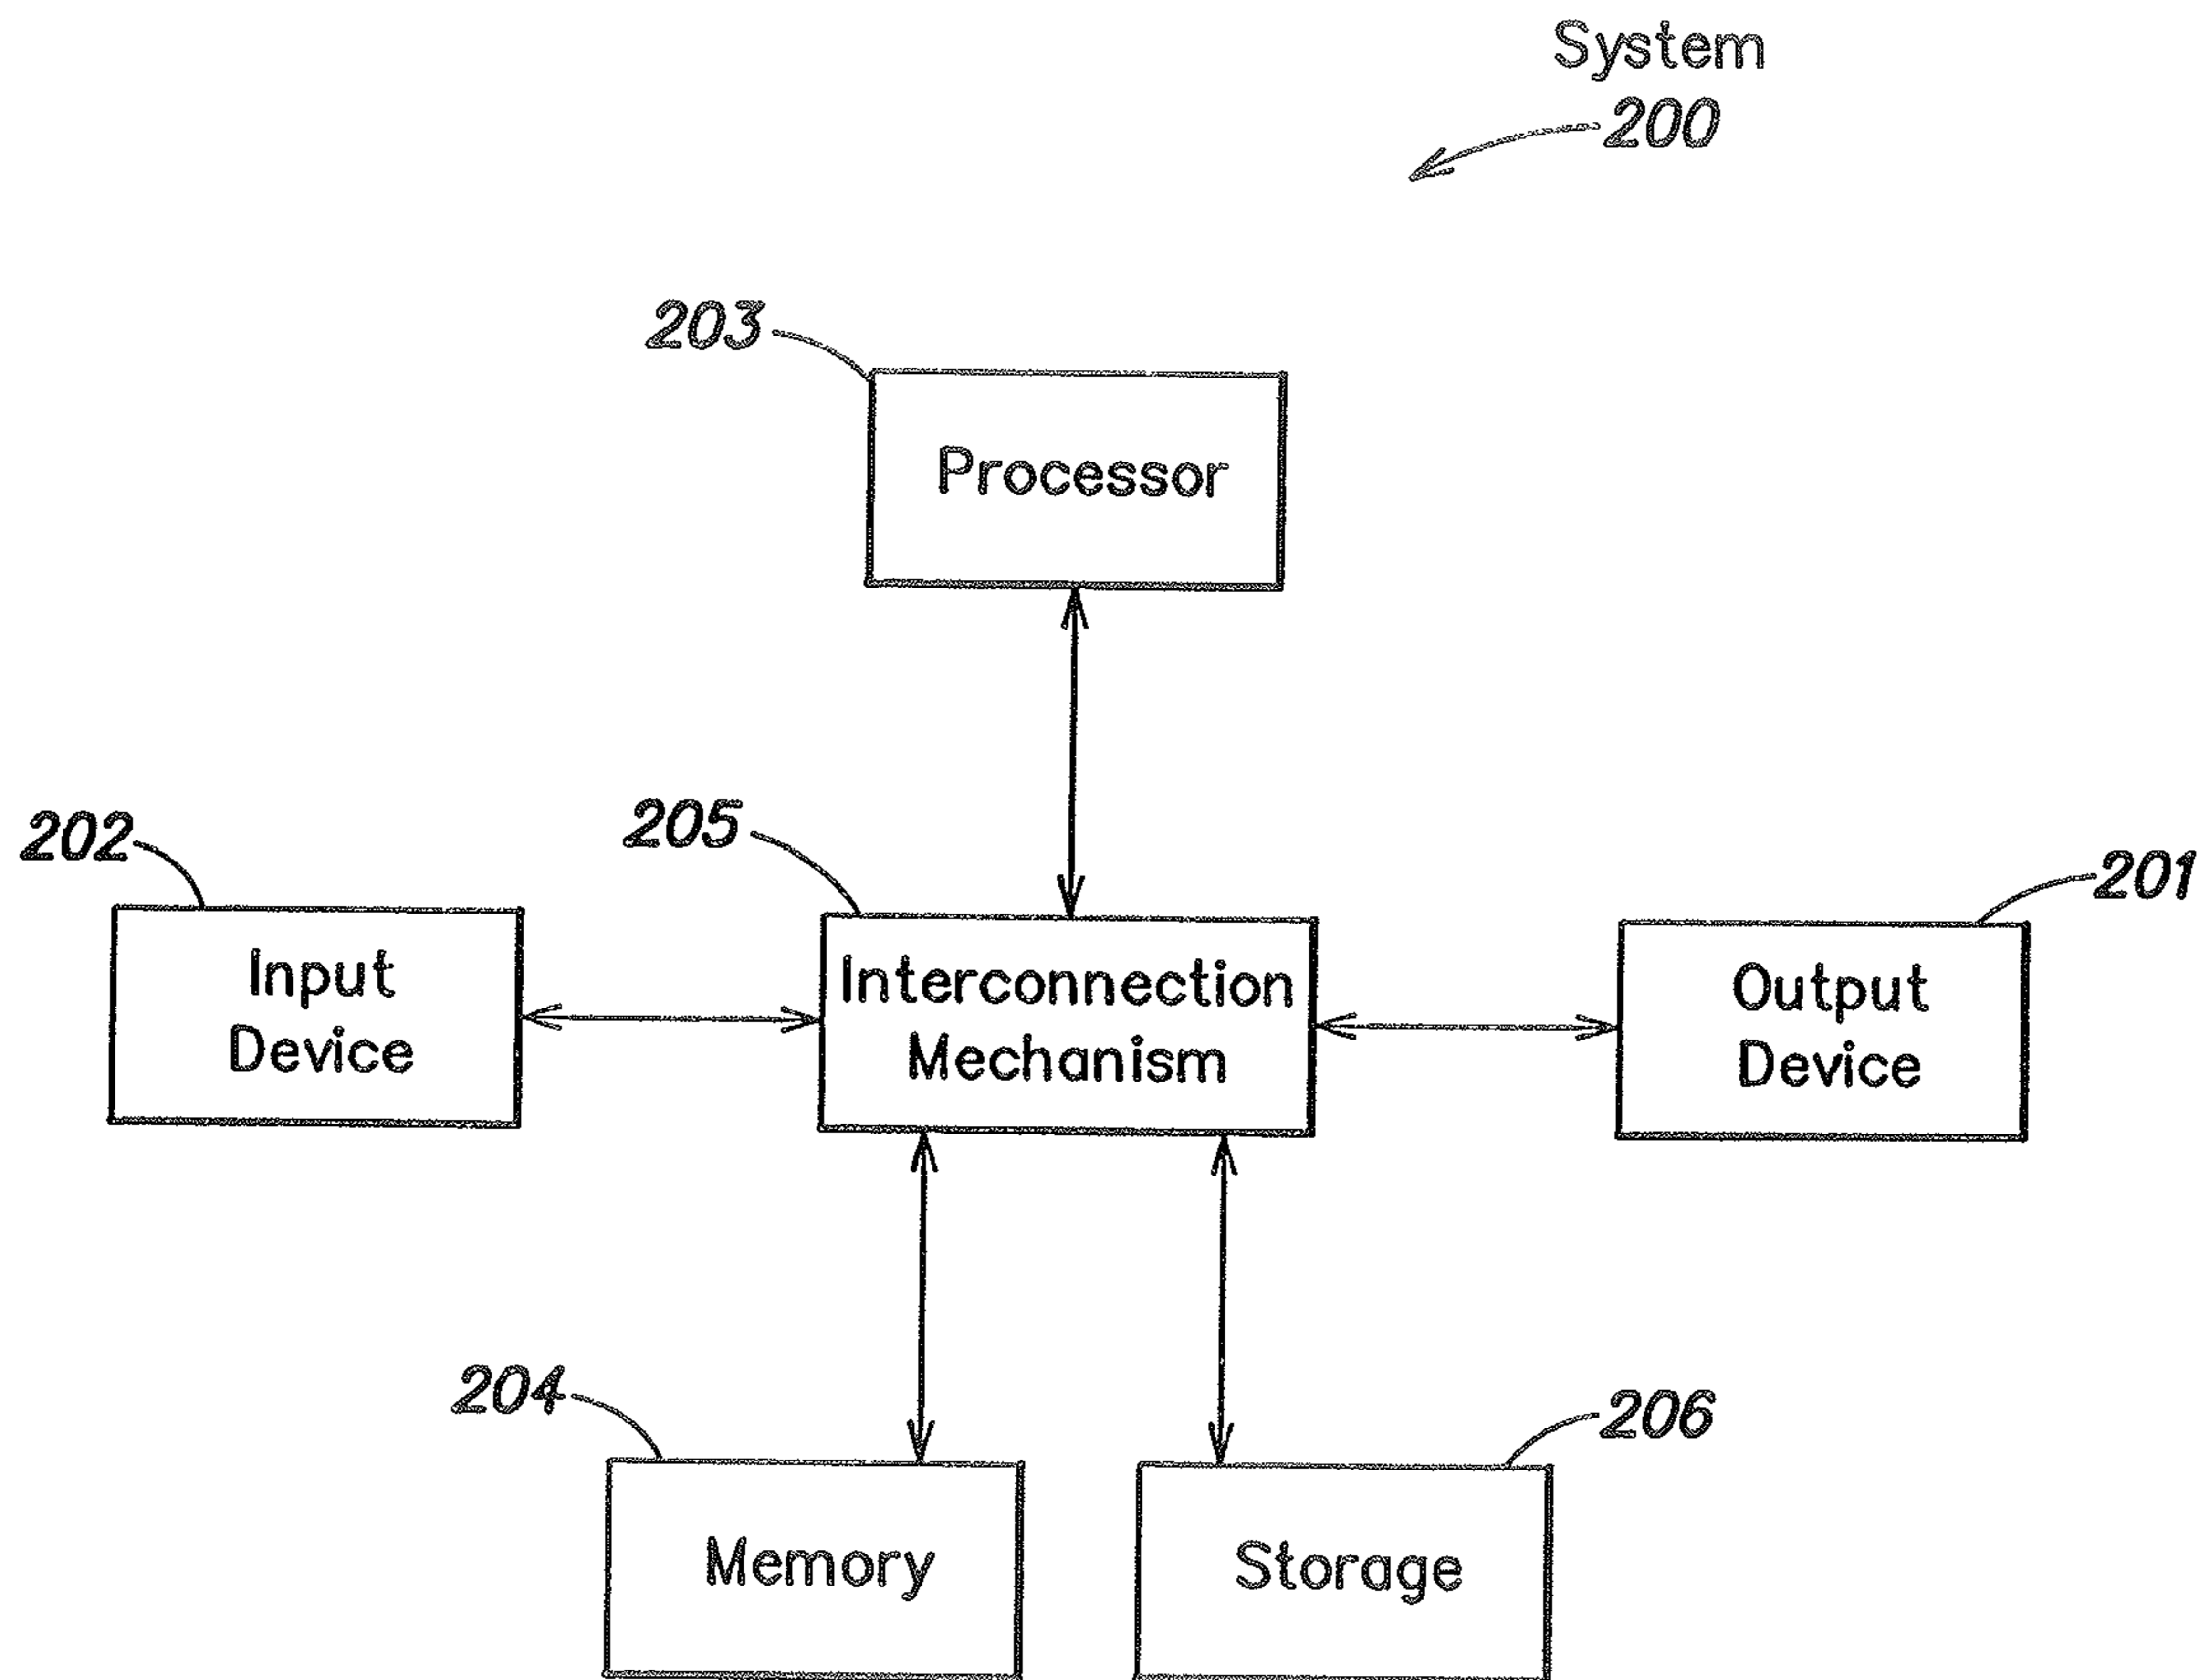 System
200
203
Processor
202
205
201
Input
Device
Interconnection
Mechanism
Output
Device
204
206
Memory
Storage